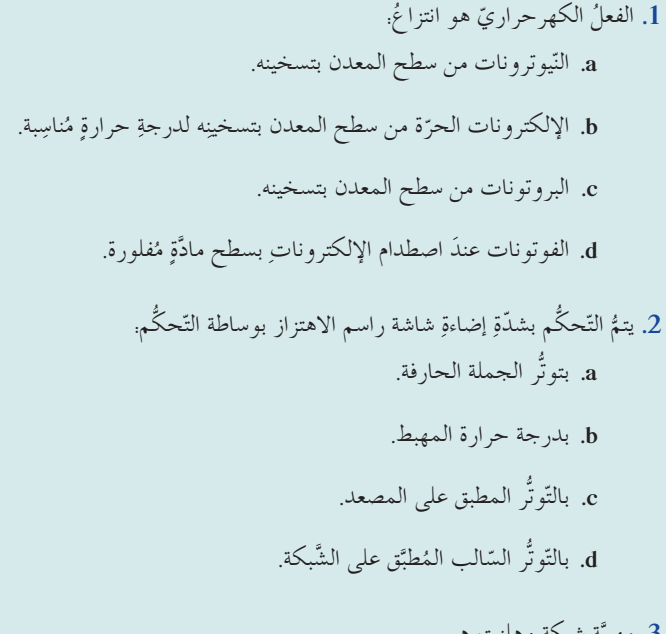 1. الفعلُ الكهرحراريّ هو انتزاعُ:
a. النّيوترونات من سطح المعدن بتسخينه.
b. الإلكترونات الحرّة من سطح المعدن بتسخينِه لدرجةِ حرارةٍ مُناسِبة.
c. البروتونات من سطح المعدن بتسخينه.
d. الفوتونات عندَ اصطدام الإلكتروناتِ بسطح مادَّةٍ مُفلورة.
2. يتمُّ التّحكُّم بشدّةِ إضاءةِ شاشة راسم الاهتزاز بوساطة التّحكُّم:
a. بتوتُّر الجملة الحارفة.
b. بدرجة حرارة المهبط.
c. بالتّوتُّر المطبق على المصعد.
d. بالتّوتُّر السّالب المُطبَّق على الشَّبكة.
3.